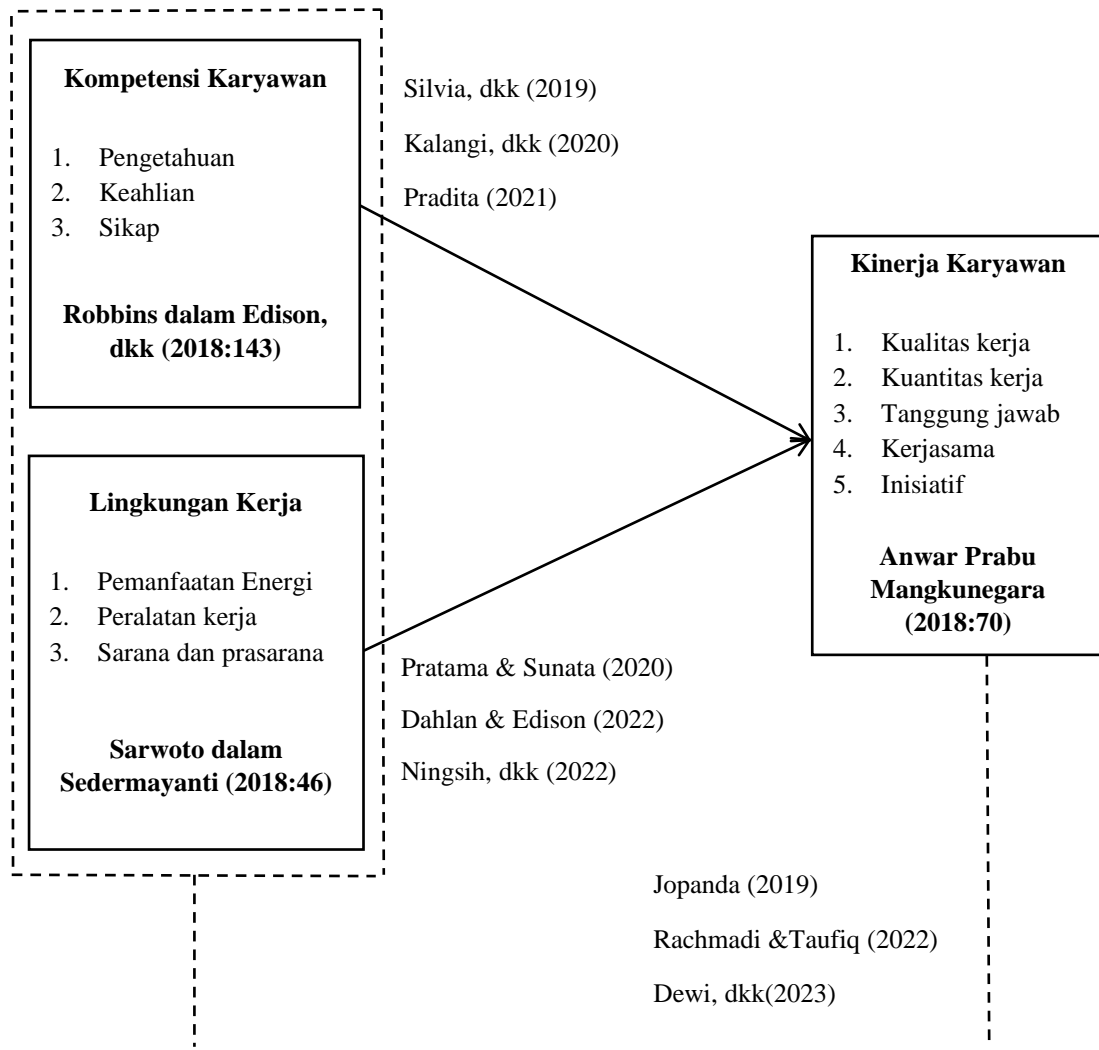 Kompetensi Karyawan
1. Pengetahuan
2. Keahlian
3. Sikap
Robbins dalam Edison,
dkk (2018:143)
Silvia, dkk (2019)
Kalangi, dkk (2020)
Pradita (2021)
Kinerja Karyawan
1. Kualitas kerja
2. Kuantitas kerja
3. Tanggung jawab
4. Kerjasama
5. Inisiatif
Anwar Prabu
Mangkunegara
(2018:70)
Lingkungan Kerja
1. Pemanfaatan Energi
2. Peralatan kerja
3. Sarana dan prasarana
Sarwoto dalam
Sedermayanti (2018:46)
Pratama & Sunata (2020)
Dahlan & Edison (2022)
Ningsih, dkk (2022)
Jopanda (2019)
Rachmadi &Taufiq (2022)
Dewi, dkk(2023)